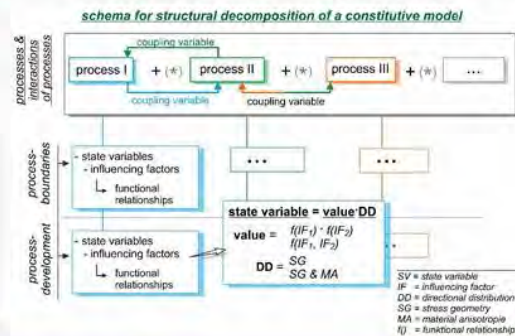 schema for structural decomposition of a constitutive model
processes &
interactions
of processes
coupling variable
process I + (*) process II + (*) process III + (*) ...
coupling variable
coupling variable
process-
boundaries
- state variables
- influencing factors
functional
relationships
...
...
process-
development
- state variables
- influencing factors
functional
relationships
state variable = value·DD
value = f(IF₁) · f(IF₂)
f(IF₁, IF₂)
DD = SG
SG & MA
...
SV = state variable
IF = influencing factor
DD = directional distribution
SG = stress geometry
MA = material anisotropie
f() = funktional relationship